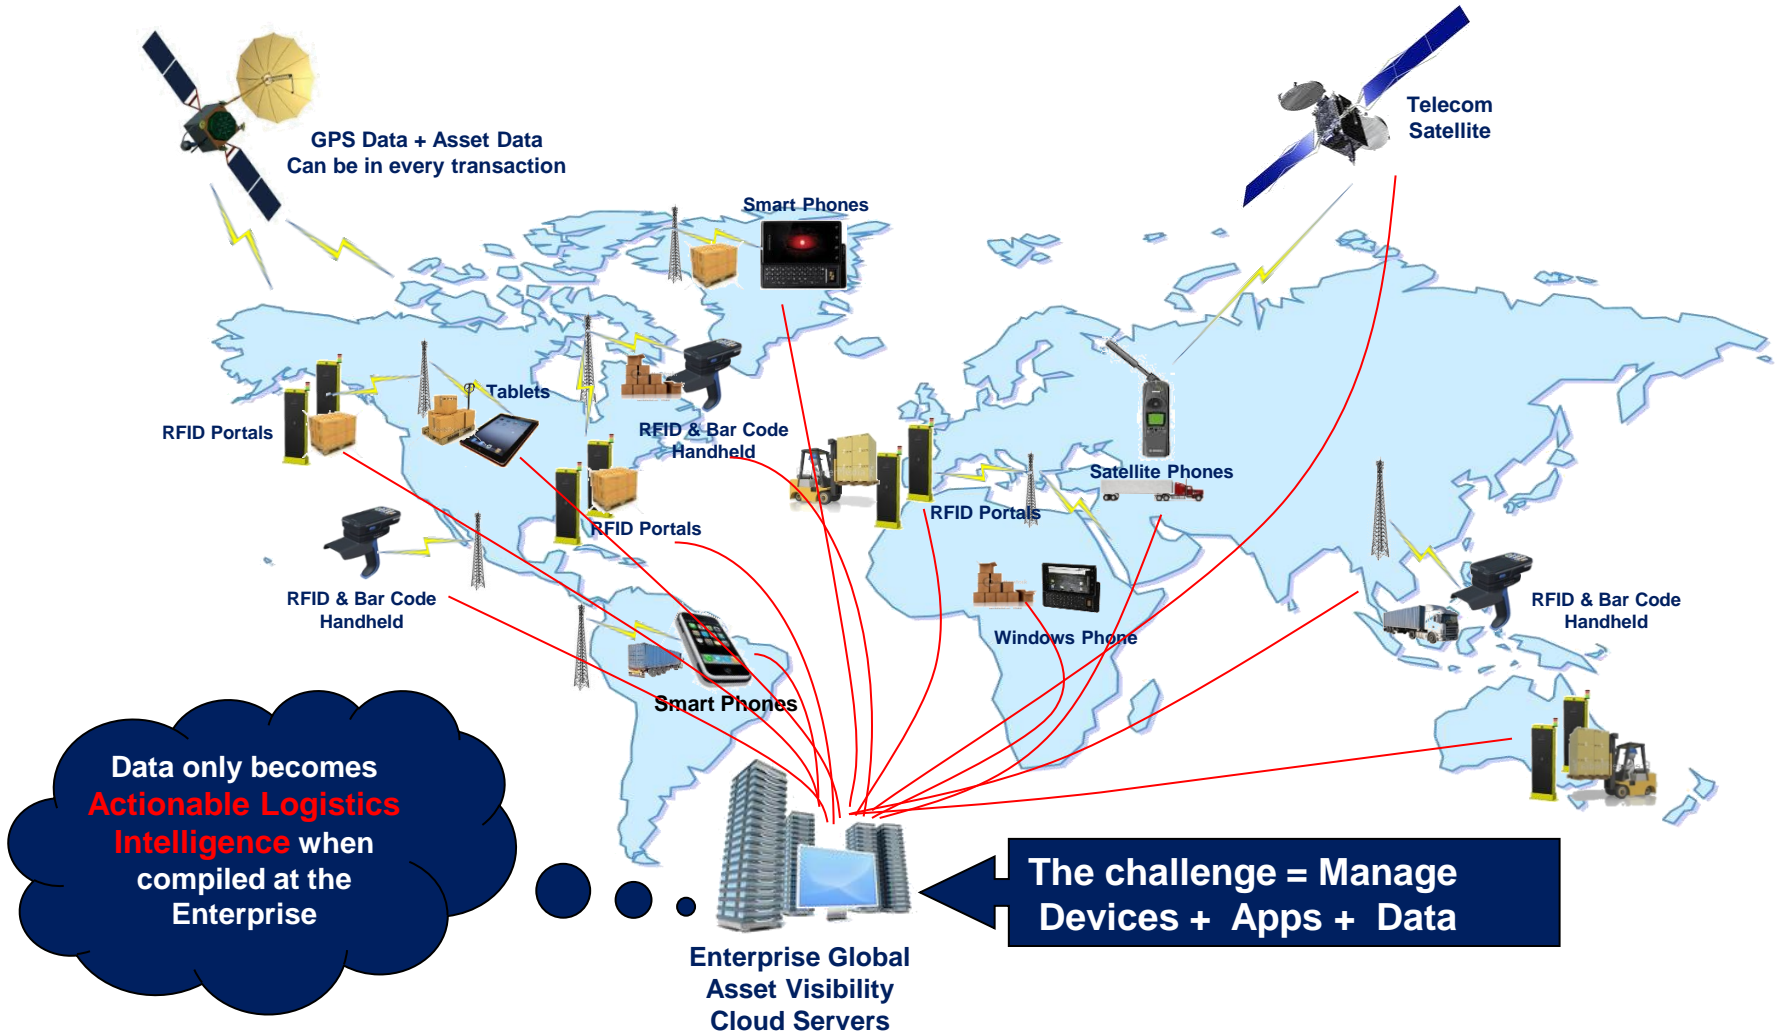 GPS Data + Asset Data
Can be in every transaction
Telecom
Satellite
Smart Phones
Tablets
RFID Portals
RFID & Bar Code
Handheld
Satellite Phones
RFID Portals
RFID Portals
RFID & Bar Code
Handheld
RFID & Bar Code
Handheld
Windows Phone
Smart Phones
Data only becomes
Actionable Logistics
Intelligence when
compiled at the
Enterprise
The challenge = Manage
Devices + Apps + Data
Enterprise Global
Asset Visibility
Cloud Servers